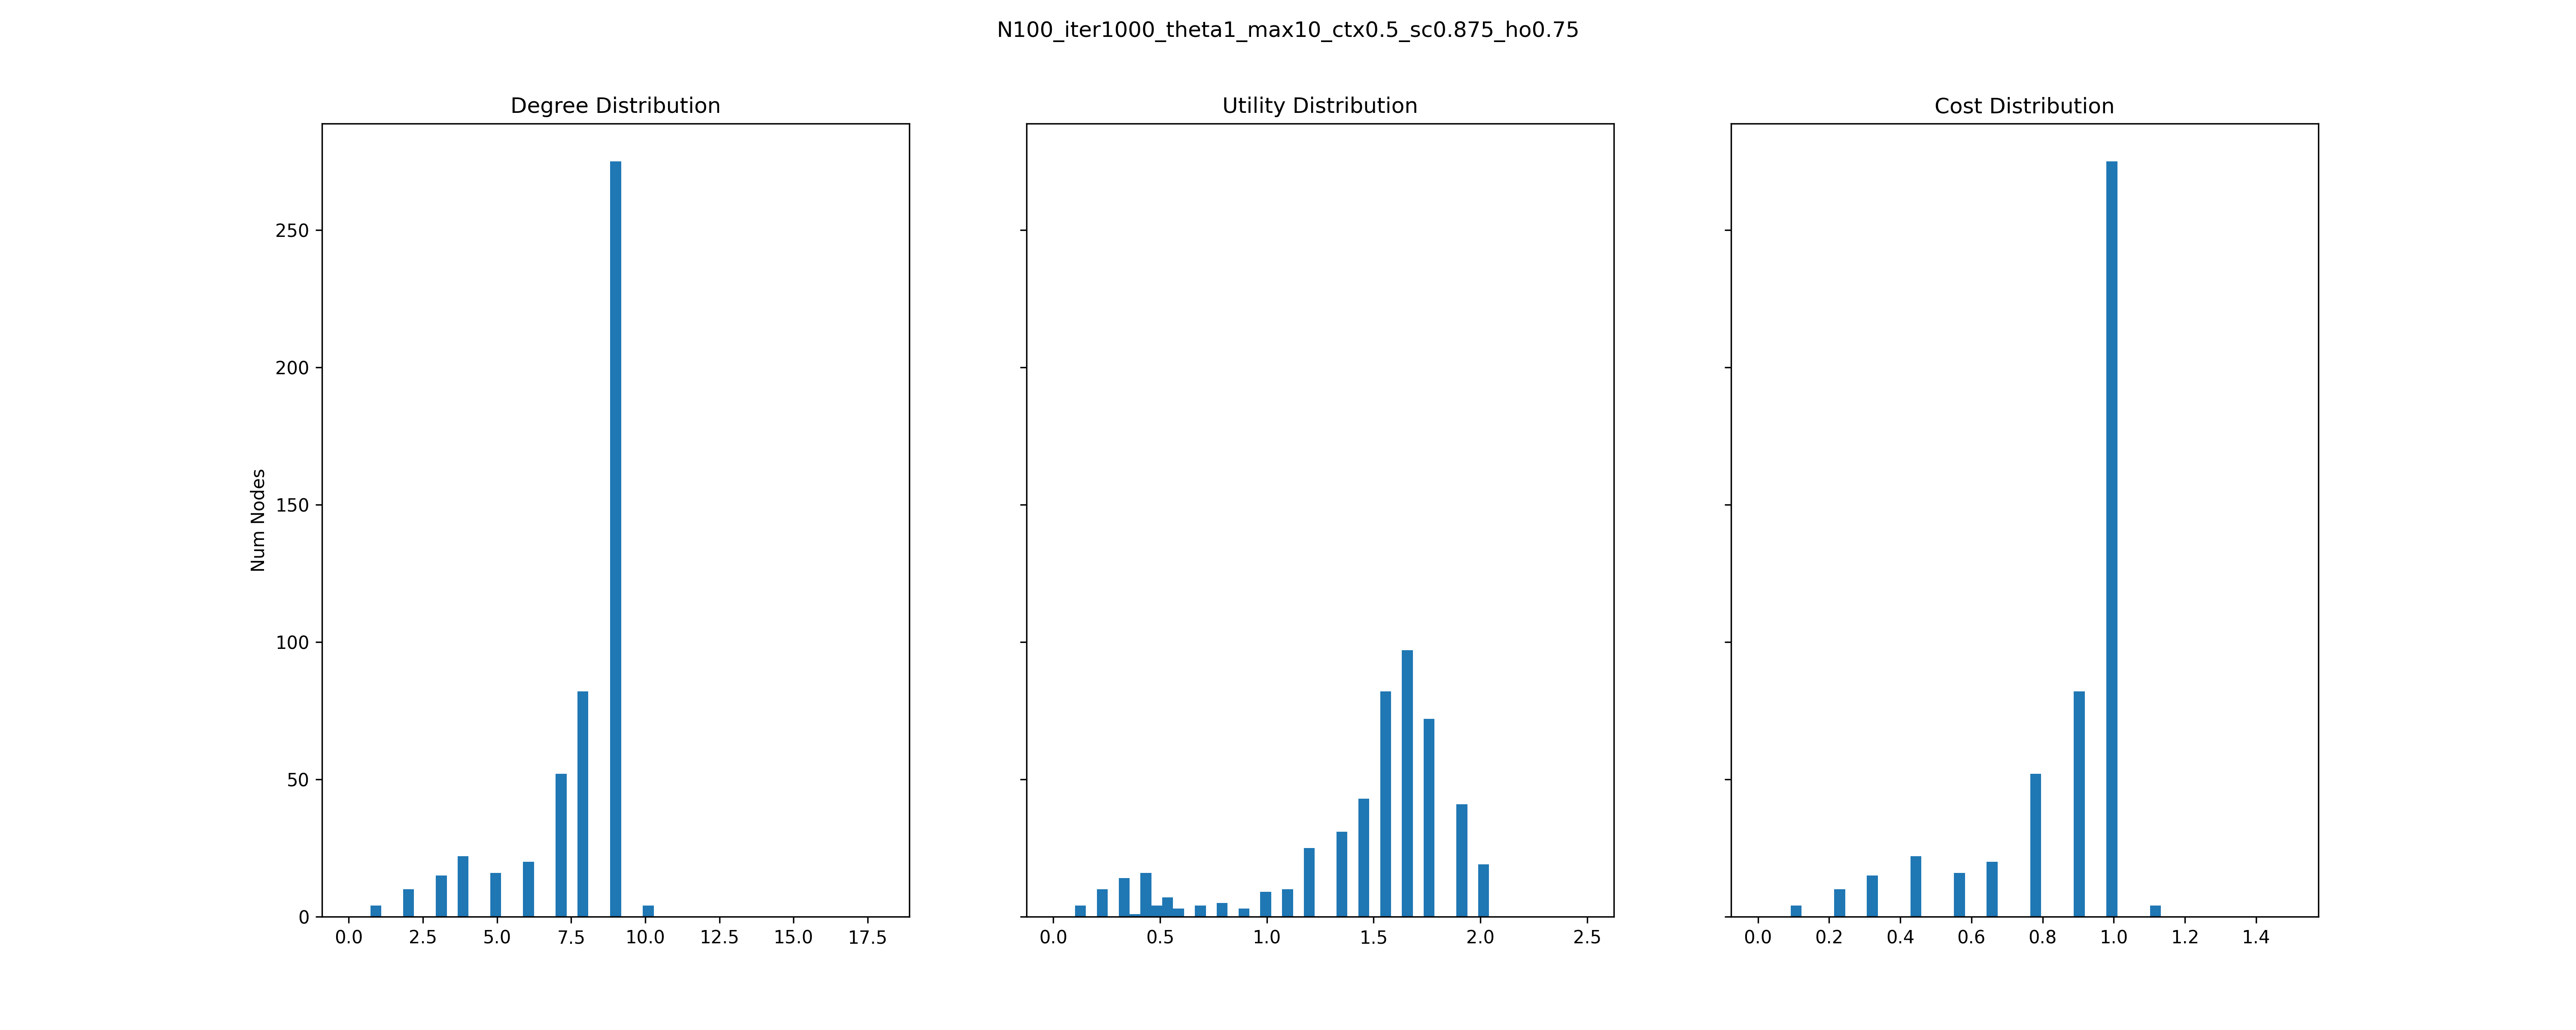 N100_iter1000_theta1_max10_ctx0.5_sc0.875_ho0.75
Degree Distribution
Num Nodes
250
200
150
100
50
0
0.0 2.5 5.0 7.5 10.0 12.5 15.0 17.5
Utility Distribution
0.0 0.5 1.0 1.5 2.0 2.5
Cost Distribution
0.0 0.2 0.4 0.6 0.8 1.0 1.2 1.4